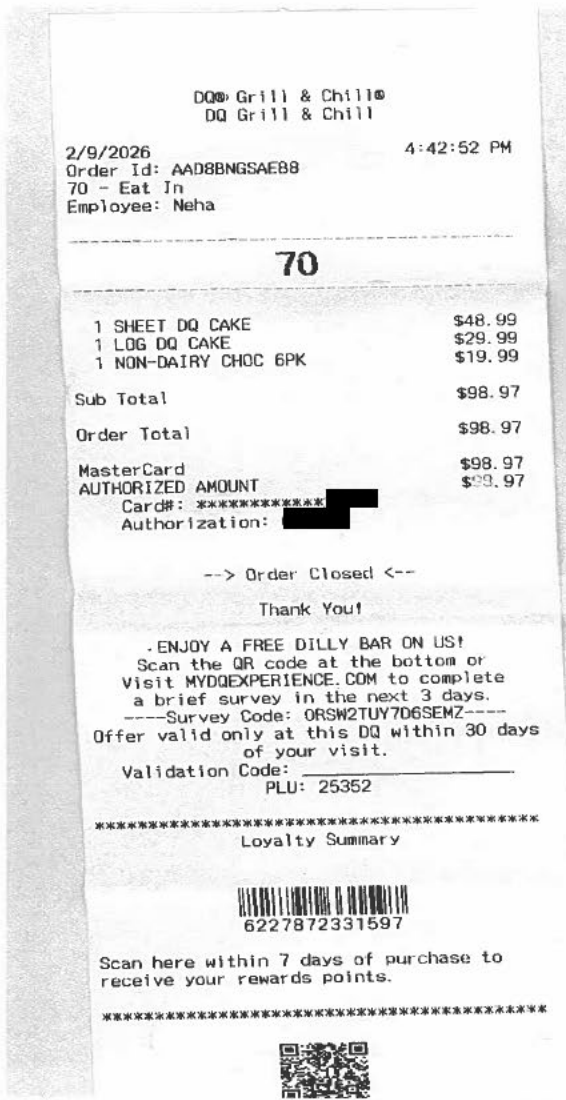 DQ® Grill & Chill®
DQ Grill & Chill
2/9/2026 4:42:52 PM
Order Id: AAD8BNGSAEB8
70 - Eat In
Employee: Neha
70
1 SHEET DQ CAKE $48.99
1 LOG DQ CAKE $29.99
1 NON-DAIRY CHOC 6PK $19.99
Sub Total $98.97
Order Total $98.97
MasterCard $98.97
AUTHORIZED AMOUNT $98.97
Card#: ************
Authorization:
--> Order Closed <--
Thank You!
ENJOY A FREE DILLY BAR ON US!
Scan the QR code at the bottom or
Visit MYDQEXPERIENCE.COM to complete
a brief survey in the next 3 days.
----Survey Code: ORSW2TUY7D6SEMZ----
Offer valid only at this DQ within 30 days
of your visit.
Validation Code: ____________________
PLU: 25352
******************************************
Loyalty Summary
6227872331597
Scan here within 7 days of purchase to
receive your rewards points.
******************************************